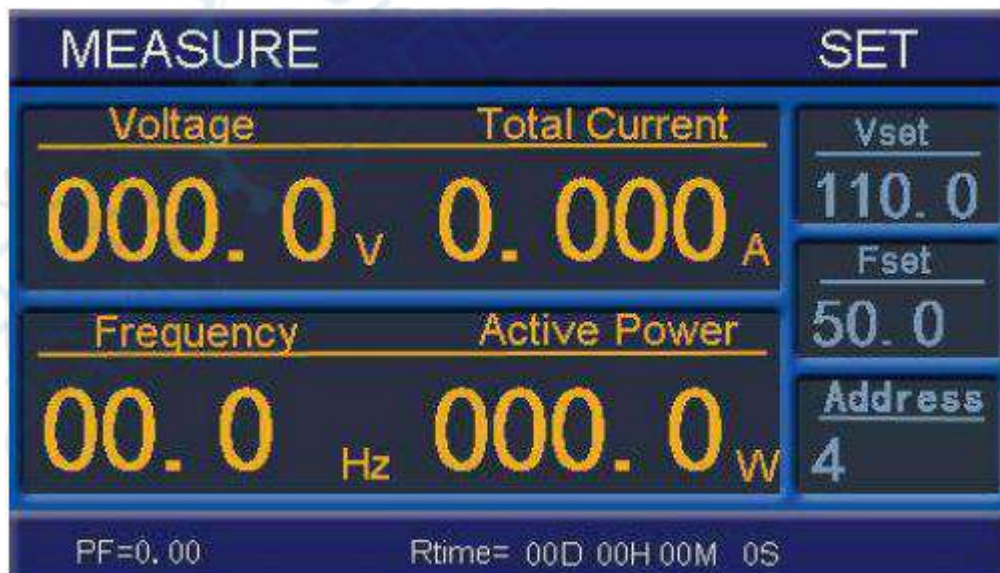 MEASURE SET
Voltage Total Current
000.0 V 0.000 A
Frequency Active Power
00.0 Hz 000.0 W
Vset
110.0
Fset
50.0
Address
4
PF=0.00 Rtime= 00D 00H 00M 0S